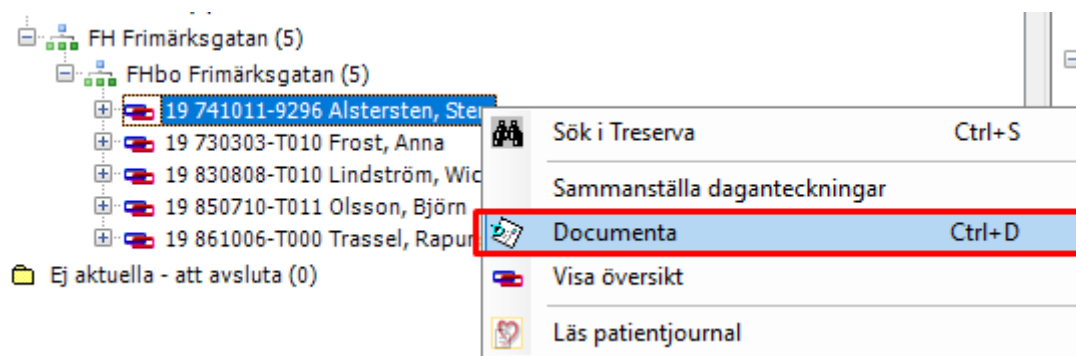 FH Frimärksgatan (5)
FHbo Frimärksgatan (5)
19 741011-9296 Alstersten,
19 730303-T010 Frost, Anna
19 830808-T010 Lindström, Wic
19 850710-T011 Olsson, Björn
19 861006-T000 Trassel,
Ej aktuella - att avsluta (0)
Sök i Treserva Ctrl+S
Sammanställa daganteckningar
Documenta Ctrl+D
Visa översikt
Läs patientjournal